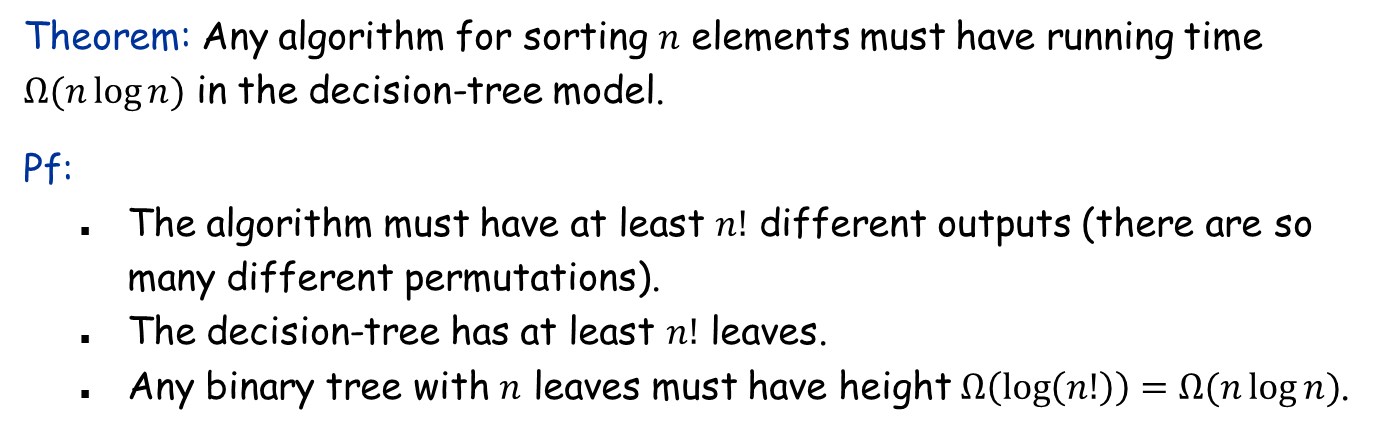 Theorem: Any algorithm for sorting n elements must have running time
Ω(n log n) in the decision-tree model.
Pf:
▪ The algorithm must have at least n! different outputs (there are so
many different permutations).
▪ The decision-tree has at least n! leaves.
▪ Any binary tree with n leaves must have height Ω(log(n!)) = Ω(n log n).